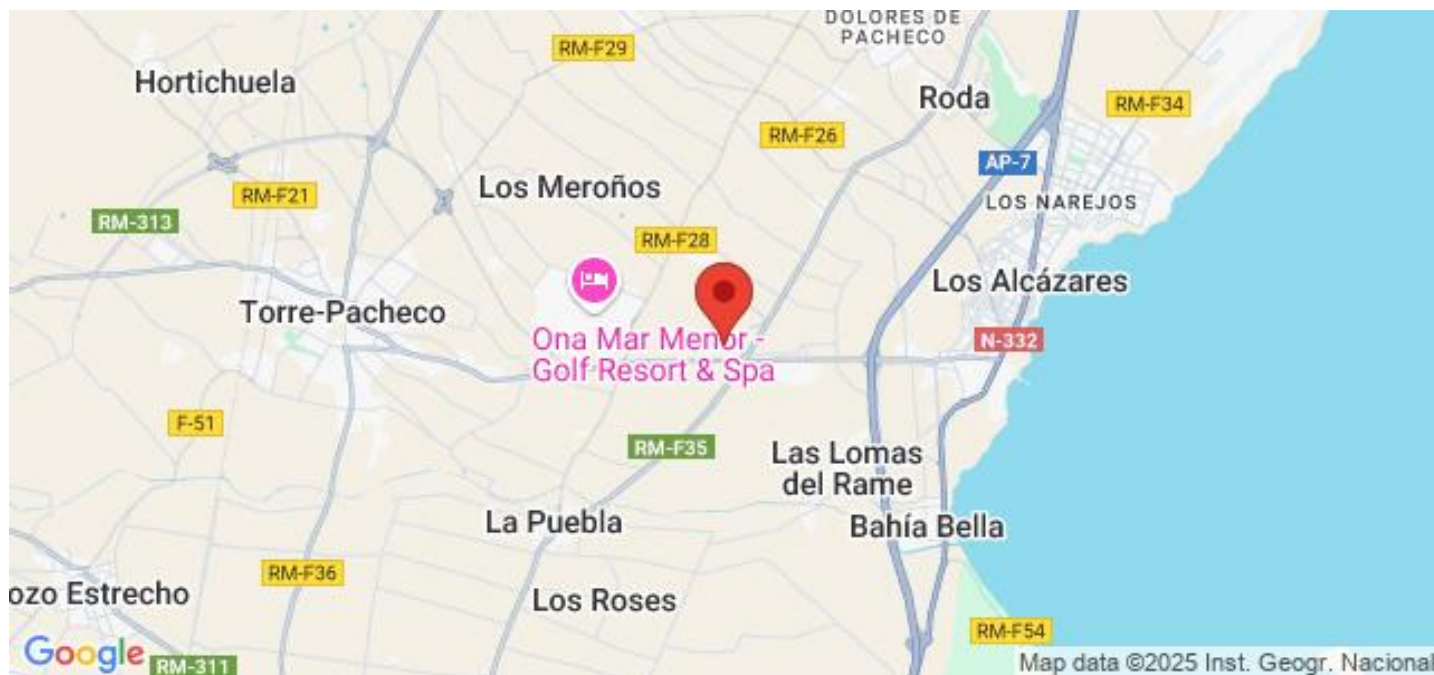 DOLORES DE
PACHECO
RM-F29
Hortichuela
Roda
RM-F34
RM-F26
AP-7
Los Meroños
RM-F21
LOS NAREJOS
RM-313
RM-F28
Los Alcázares
Torre-Pacheco
Ona Mar Menor -
Golf Resort & Spa
N-332
F-51
RM-F35
Las Lomas
del Rame
La Puebla
Bahía Bella
RM-F36
ozo Estrecho
Los Roses
RM-F54
Google
RM-311
Map data ©2025 Inst. Geogr. Nacional